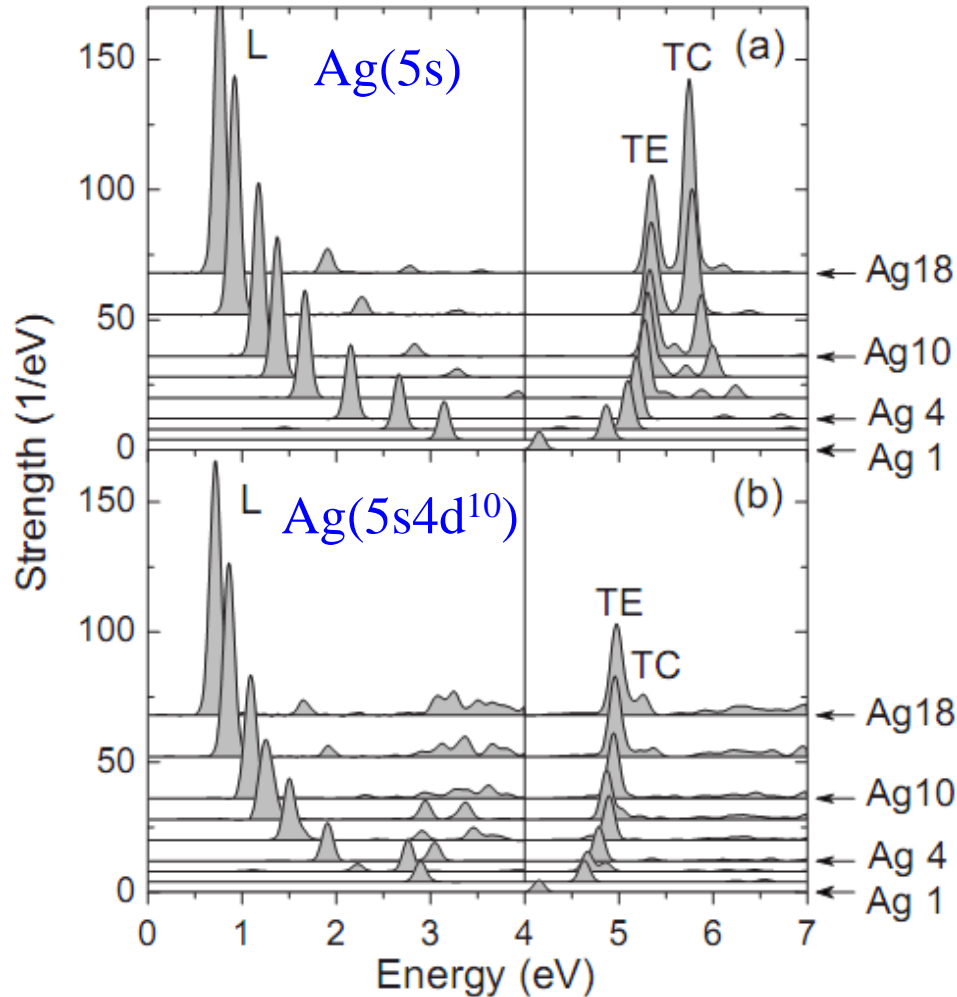 L
Ag(5s)
(a)
TC
TE
150
100
50
0
Ag18
Ag10
Ag 4
Ag 1
Strength (1/eV)
L
Ag(5s4d¹⁰)
(b)
TE
TC
150
100
50
0
Ag18
Ag10
Ag 4
Ag 1
0 1 2 3 4 5 6 7
Energy (eV)